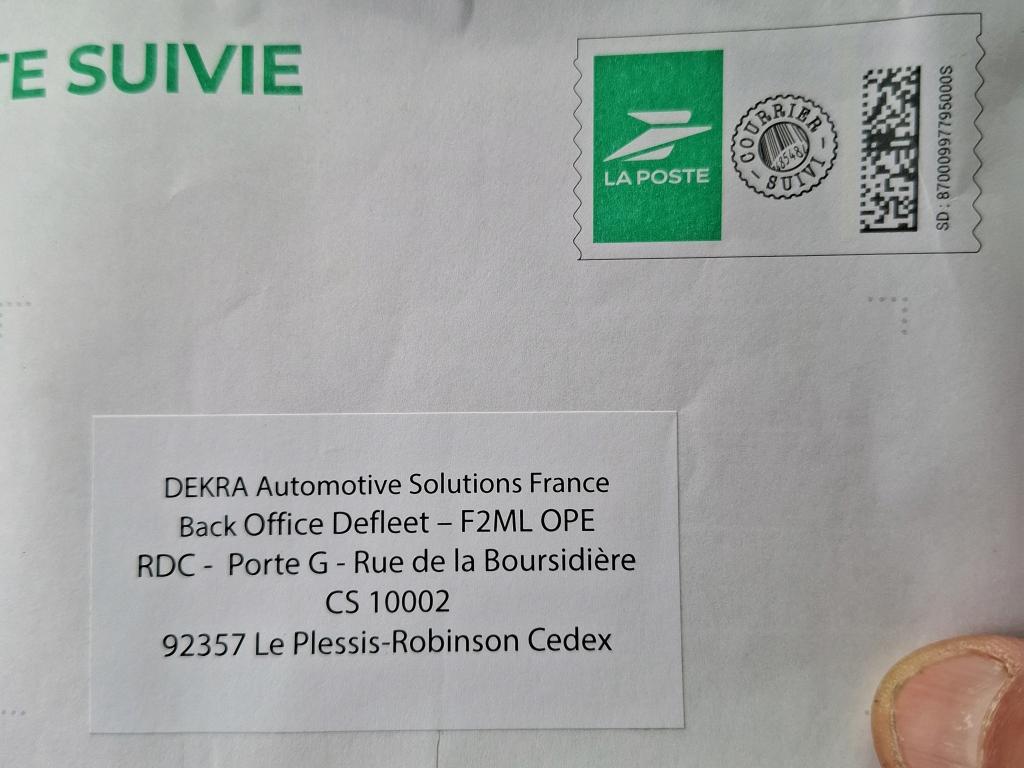 TE SUIVIE
LA POSTE
COURRIER
SUIVI
SD : 87000997795000S
DEKRA Automotive Solutions France
Back Office Defleet – F2ML OPE
RDC - Porte G - Rue de la Boursidière
CS 10002
92357 Le Plessis-Robinson Cedex